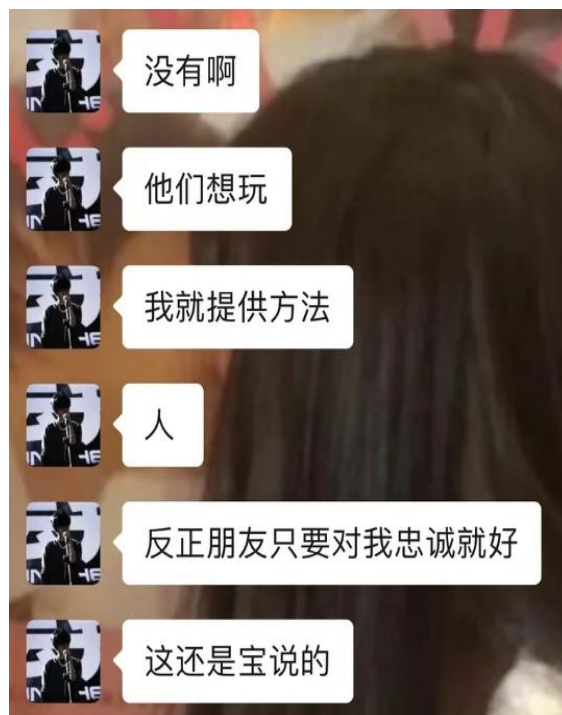 没有啊
他们想玩
我就提供方法
人
反正朋友只要对我忠诚就好
这还是宝说的